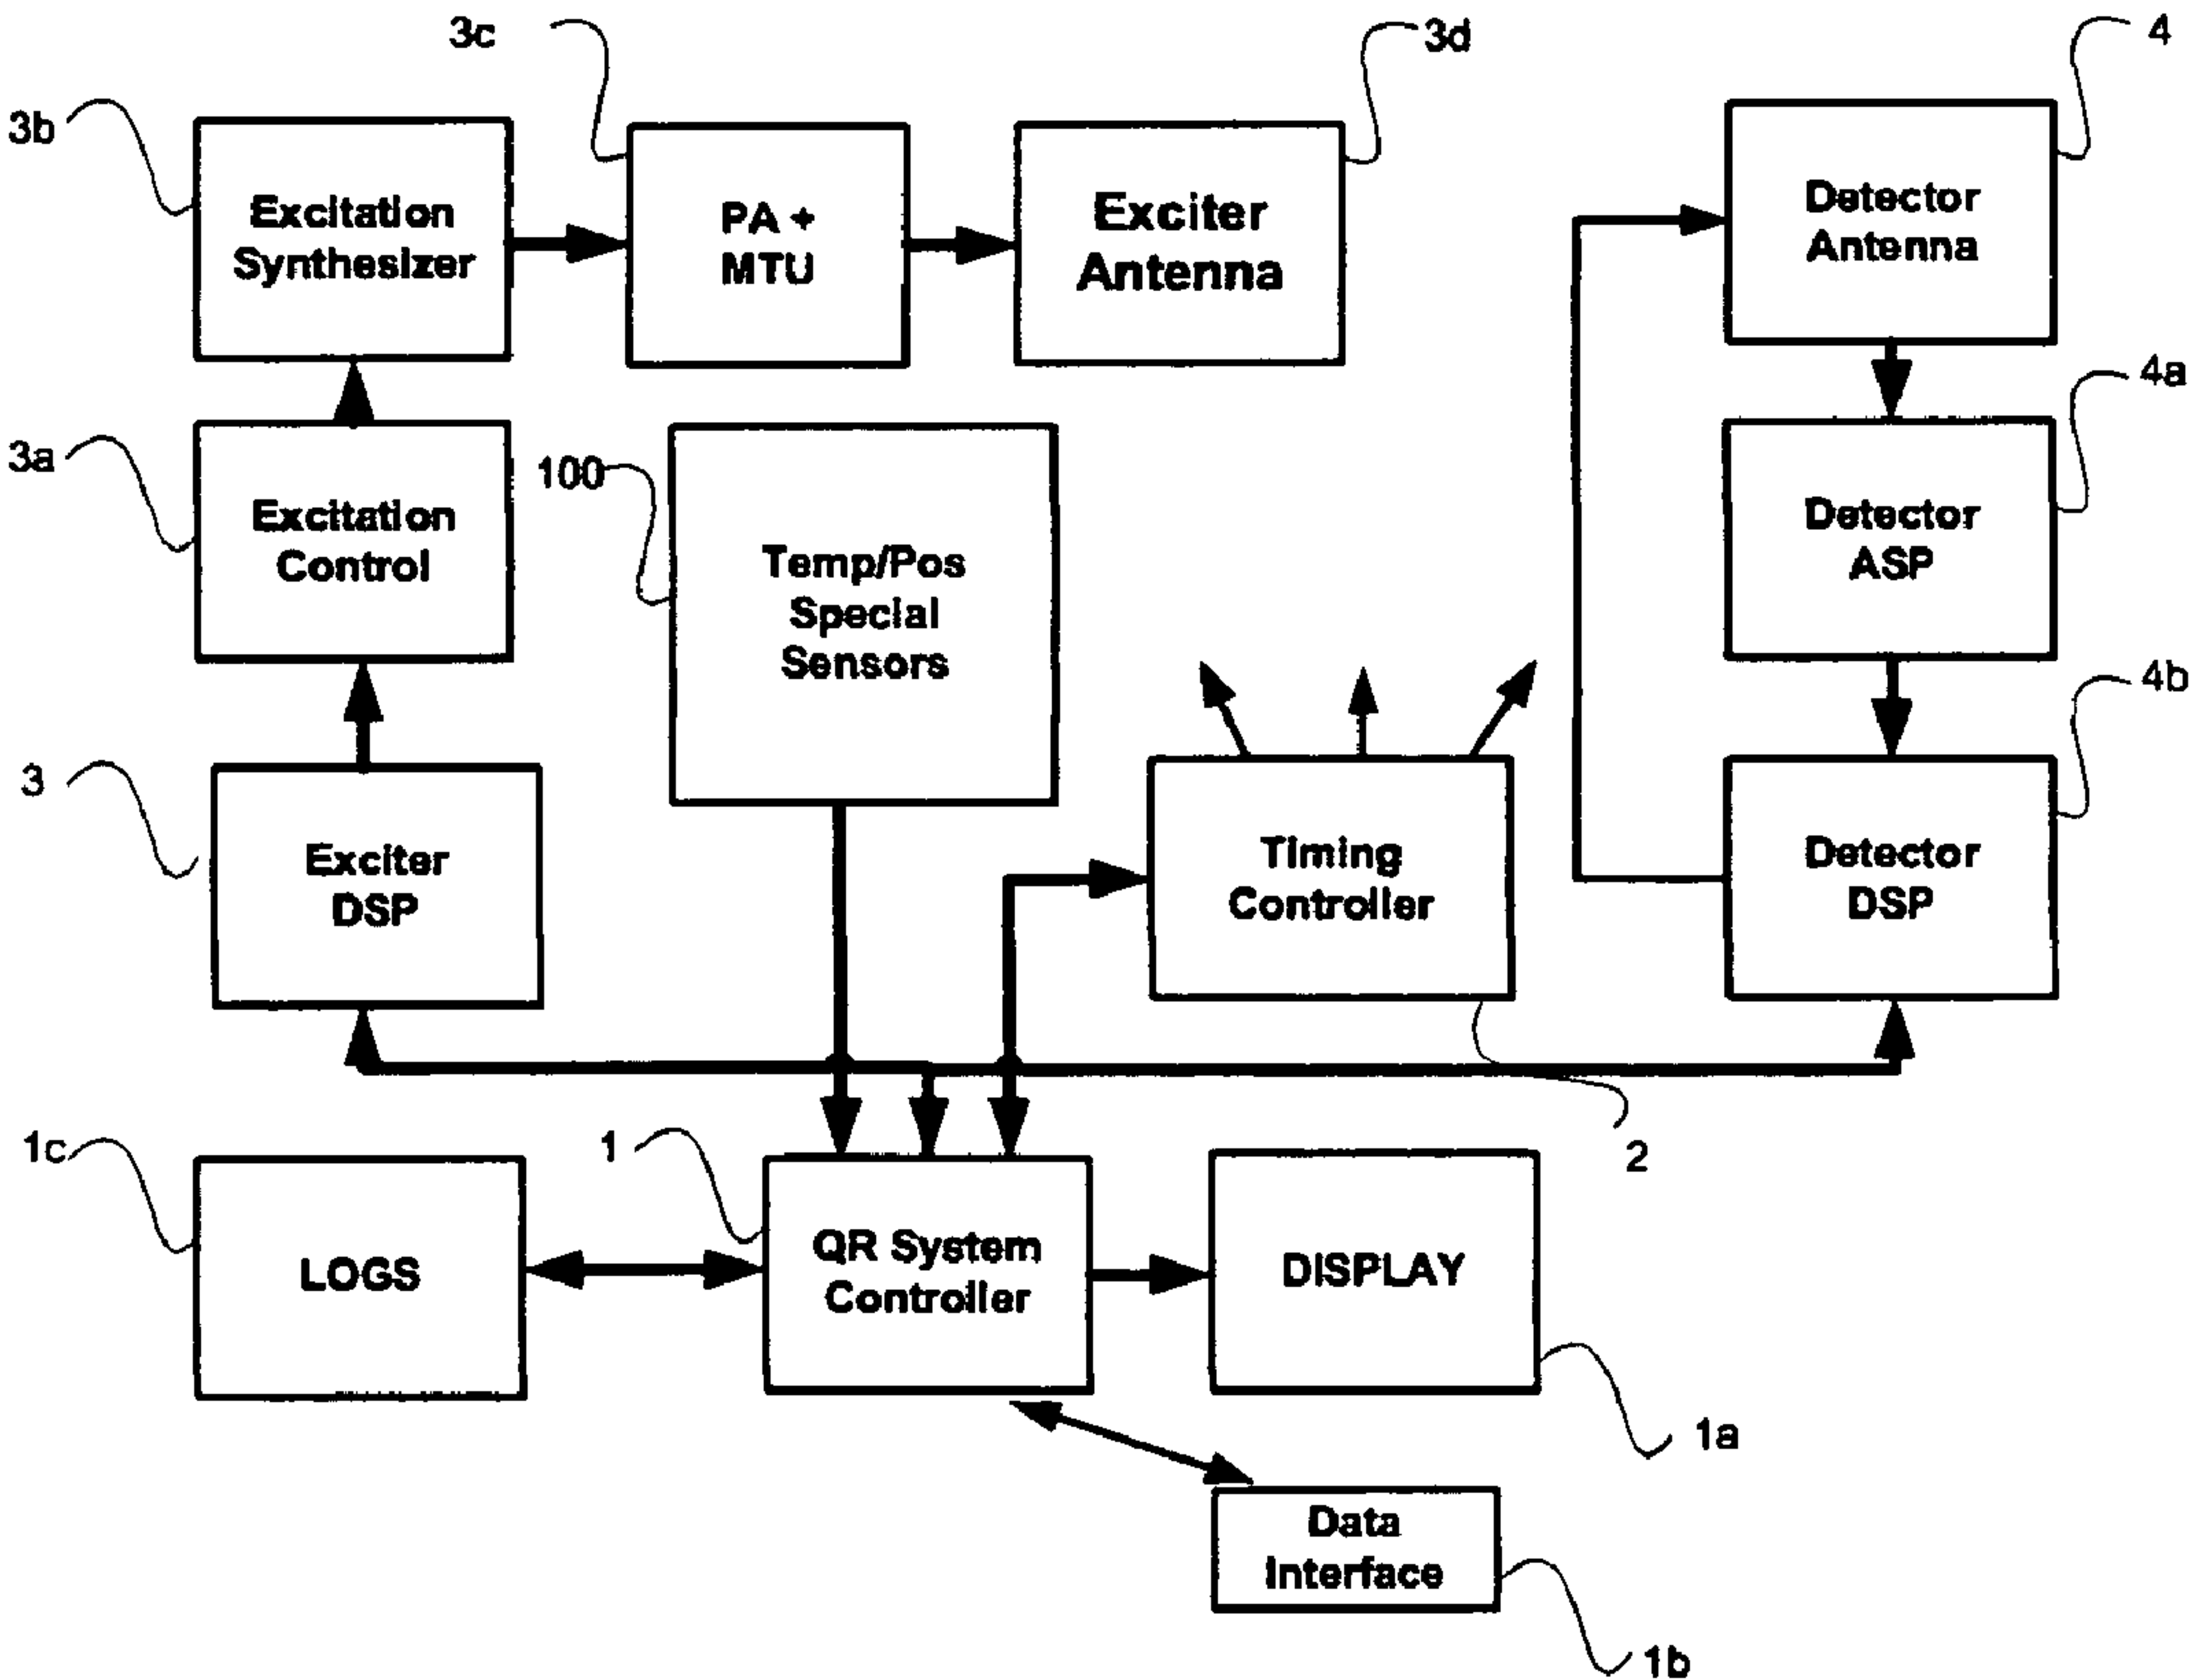 3c
3d
4
3b
Excitation
Synthesizer
PA +
MTU
Exciter
Antenna
Detector
Antenna
3a
Excitation
Control
100
Temp/Pos
Special
Sensors
4a
Detector
ASP
4b
3
Exciter
DSP
Timing
Controller
Detector
DSP
2
1c
LOGS
1
QR System
Controller
DISPLAY
1a
Data
Interface
1b